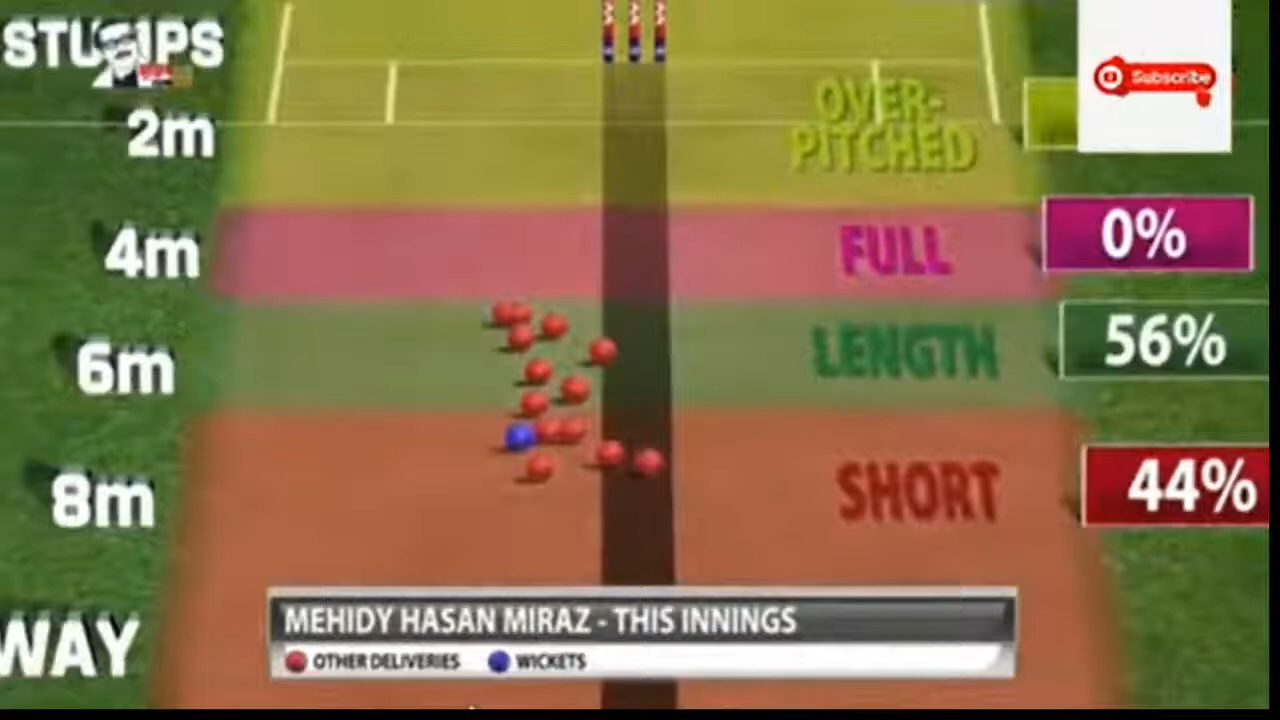 STUMPS
Subscribe
2m
OVER-
PITCHED
4m
FULL
0%
6m
LENGTH
56%
8m
SHORT
44%
WAY
MEHIDY HASAN MIRAZ - THIS INNINGS
OTHER DELIVERIES
WICKETS